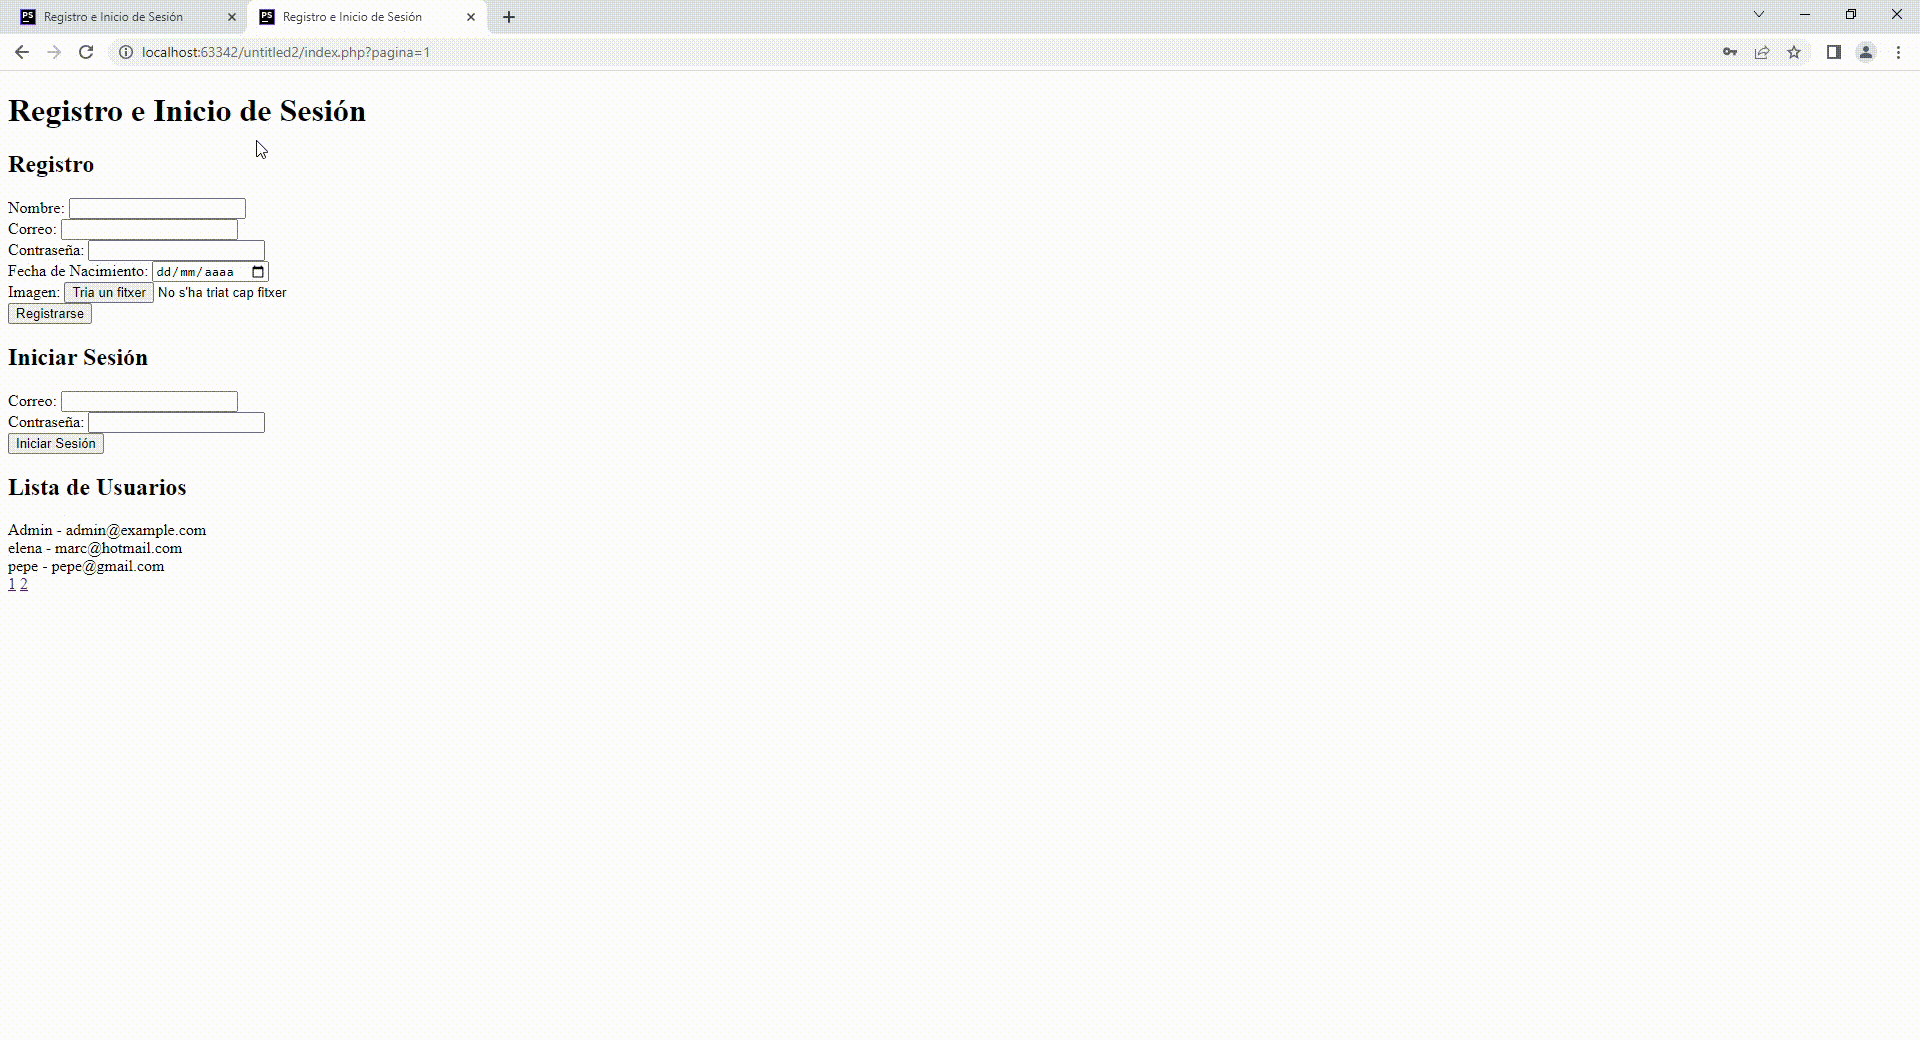 PS Registro e Inicio de Sesión
PS Registro e Inicio de Sesión
localhost:63342/untitled2/index.php?pagina=1
Registro e Inicio de Sesión
Registro
Nombre:
Correo:
Contraseña:
Fecha de Nacimiento: dd/mm/aaaa
Imagen: Tria un fitxer No s'ha triat cap fitxer
Registrarse
Iniciar Sesión
Correo:
Contraseña:
Iniciar Sesión
Lista de Usuarios
Admin - admin@example.com
elena - marc@hotmail.com
pepe - pepe@gmail.com
1 2